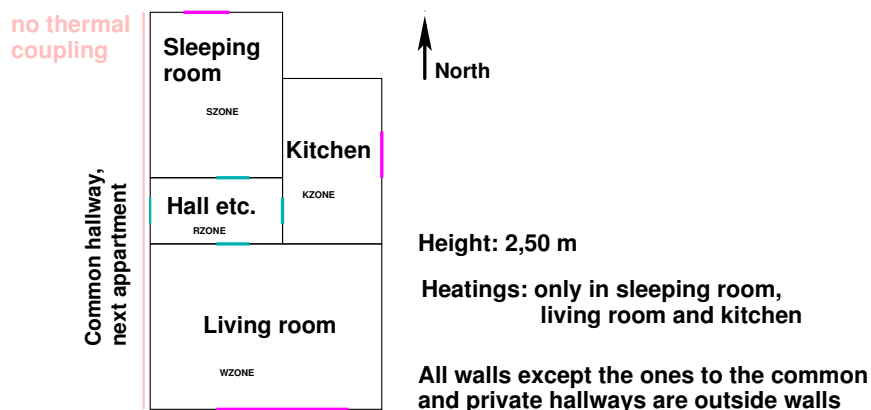 no thermal
coupling
Sleeping
room
SZONE
North
Kitchen
KZONE
Hall etc.
RZONE
Common hallway,
next appartment
Height: 2,50 m
Heatings: only in sleeping room,
living room and kitchen
Living room
WZONE
All walls except the ones to the common
and private hallways are outside walls